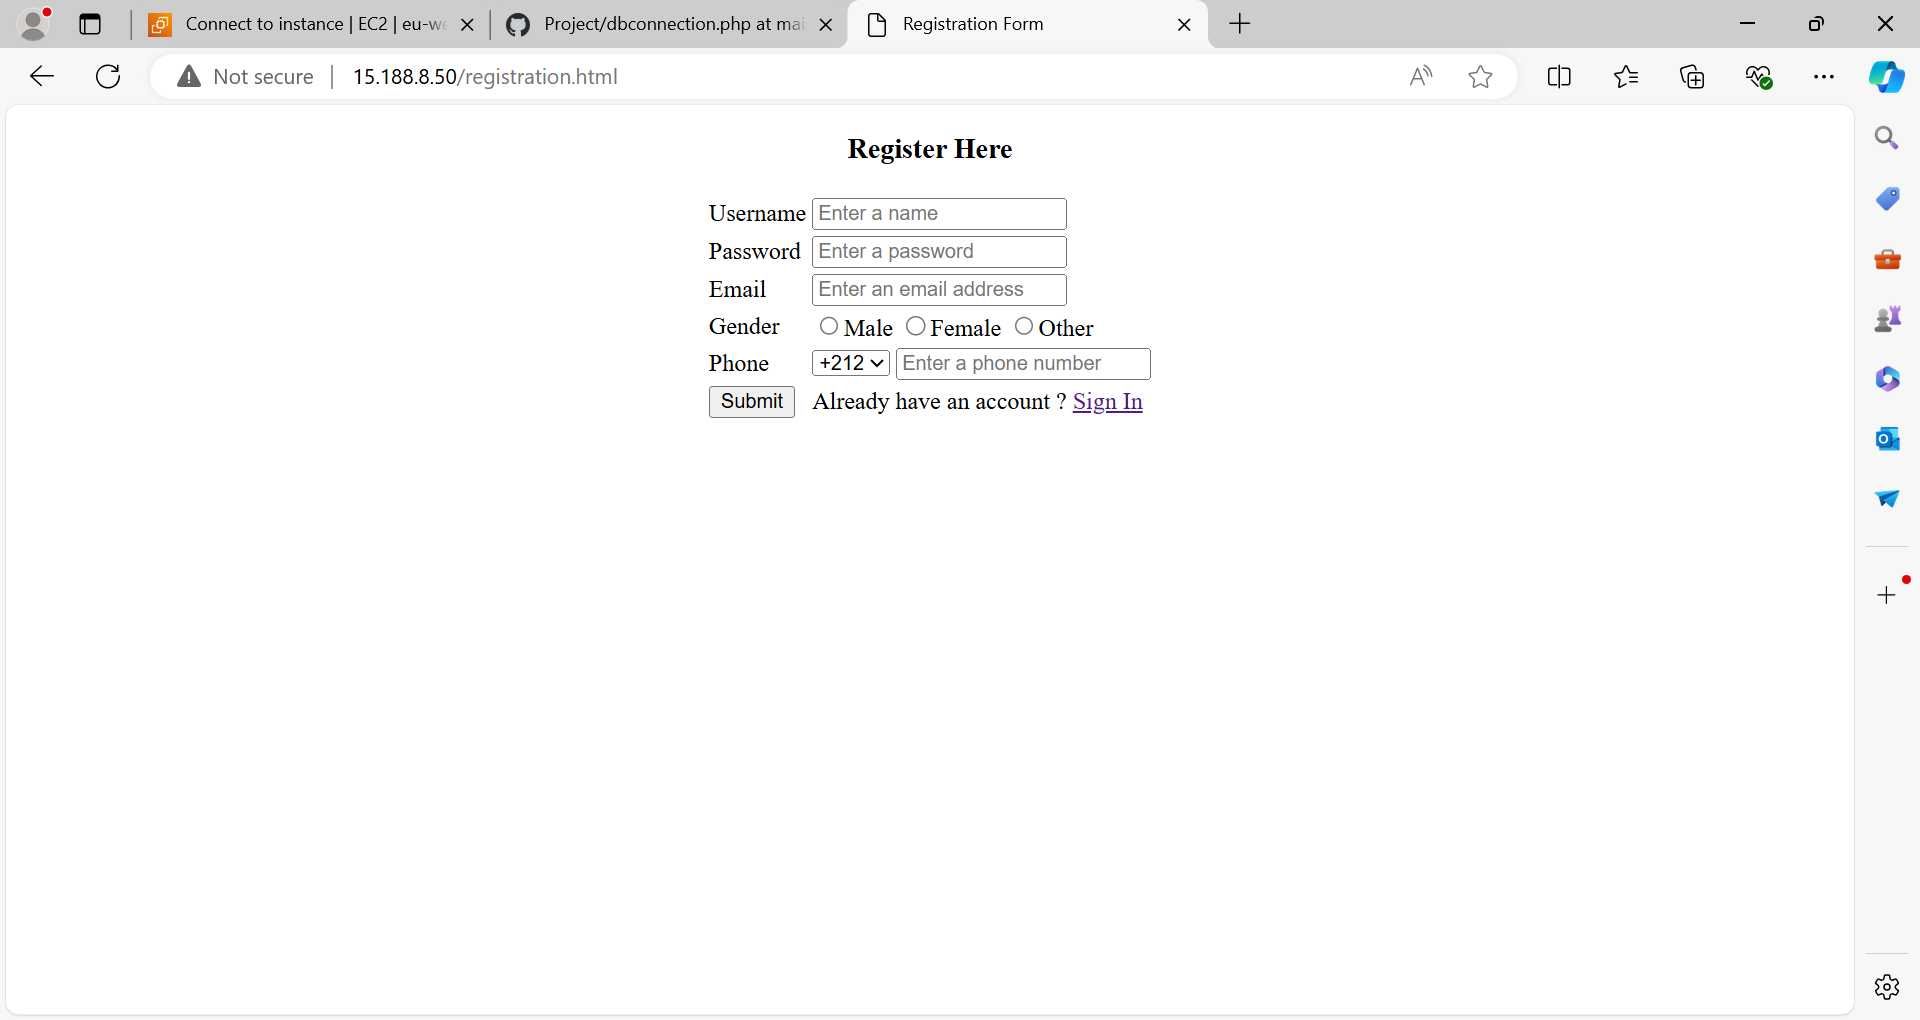 Connect to instance | EC2 | eu-we
Project/dbconnection.php at mai
Registration Form
Not secure
15.188.8.50/registration.html
Register Here
Username Enter a name
Password Enter a password
Email Enter an email address
Gender Male Female Other
Phone +212 Enter a phone number
Submit Already have an account ? Sign In